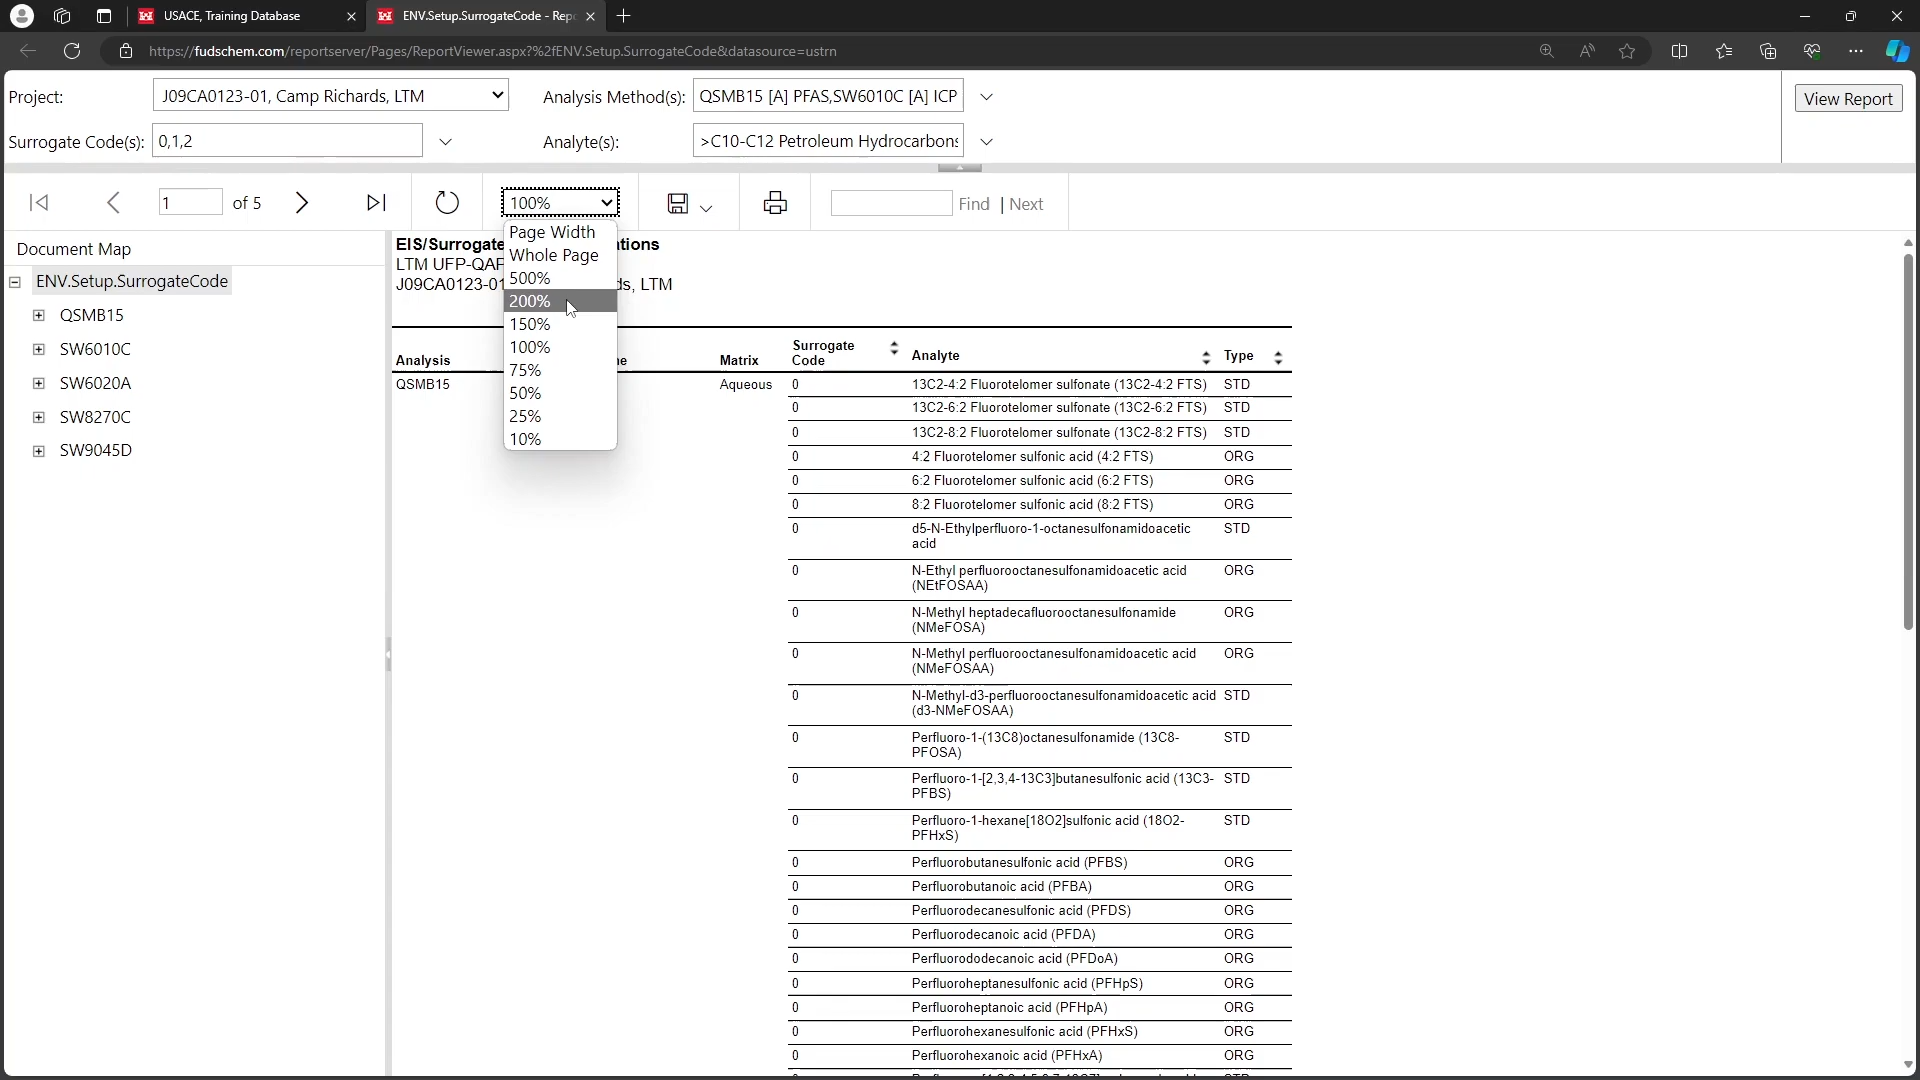 USACE, Training Database
ENV.Setup.SurrogateCode - Repo
https://fudschem.com/reportserver/Pages/ReportViewer.aspx?%2fENV.Setup.SurrogateCode&datasource=ustrn
Project:
J09CA0123-01, Camp Richards, LTM
Analysis Method(s):
QSMB15 [A] PFAS,SW6010C [A] ICP
View Report
Surrogate Code(s):
0,1,2
Analyte(s):
>C10-C12 Petroleum Hydrocarbons
1 of 5
100%
Find | Next
Page Width
Whole Page
500%
200%
150%
100%
75%
50%
25%
10%
Document Map
ENV.Setup.SurrogateCode
QSMB15
SW6010C
SW6020A
SW8270C
SW9045D
EIS/Surrogate tions
LTM UFP-QAP
J09CA0123-01 ds, LTM
Analysis ne Matrix Surrogate Code Analyte Type
QSMB15 Aqueous 0 13C2-4:2 Fluorotelomer sulfonate (13C2-4:2 FTS) STD
0 13C2-6:2 Fluorotelomer sulfonate (13C2-6:2 FTS) STD
0 13C2-8:2 Fluorotelomer sulfonate (13C2-8:2 FTS) STD
0 4:2 Fluorotelomer sulfonic acid (4:2 FTS) ORG
0 6:2 Fluorotelomer sulfonic acid (6:2 FTS) ORG
0 8:2 Fluorotelomer sulfonic acid (8:2 FTS) ORG
0 d5-N-Ethylperfluoro-1-octanesulfonamidoacetic STD
acid
0 N-Ethyl perfluorooctanesulfonamidoacetic acid ORG
(NEtFOSAA)
0 N-Methyl heptadecafluorooctanesulfonamide ORG
(NMeFOSA)
0 N-Methyl perfluorooctanesulfonamidoacetic acid ORG
(NMeFOSAA)
0 N-Methyl-d3-perfluorooctanesulfonamidoacetic acid STD
(d3-NMeFOSAA)
0 Perfluoro-1-(13C8)octanesulfonamide (13C8- STD
PFOSA)
0 Perfluoro-1-[2,3,4-13C3]butanesulfonic acid (13C3- STD
PFBS)
0 Perfluoro-1-hexane[18O2]sulfonic acid (18O2- STD
PFHxS)
0 Perfluorobutanesulfonic acid (PFBS) ORG
0 Perfluorobutanoic acid (PFBA) ORG
0 Perfluorodecanesulfonic acid (PFDS) ORG
0 Perfluorodecanoic acid (PFDA) ORG
0 Perfluorododecanoic acid (PFDoA) ORG
0 Perfluoroheptanesulfonic acid (PFHpS) ORG
0 Perfluoroheptanoic acid (PFHpA) ORG
0 Perfluorohexanesulfonic acid (PFHxS) ORG
0 Perfluorohexanoic acid (PFHxA) ORG